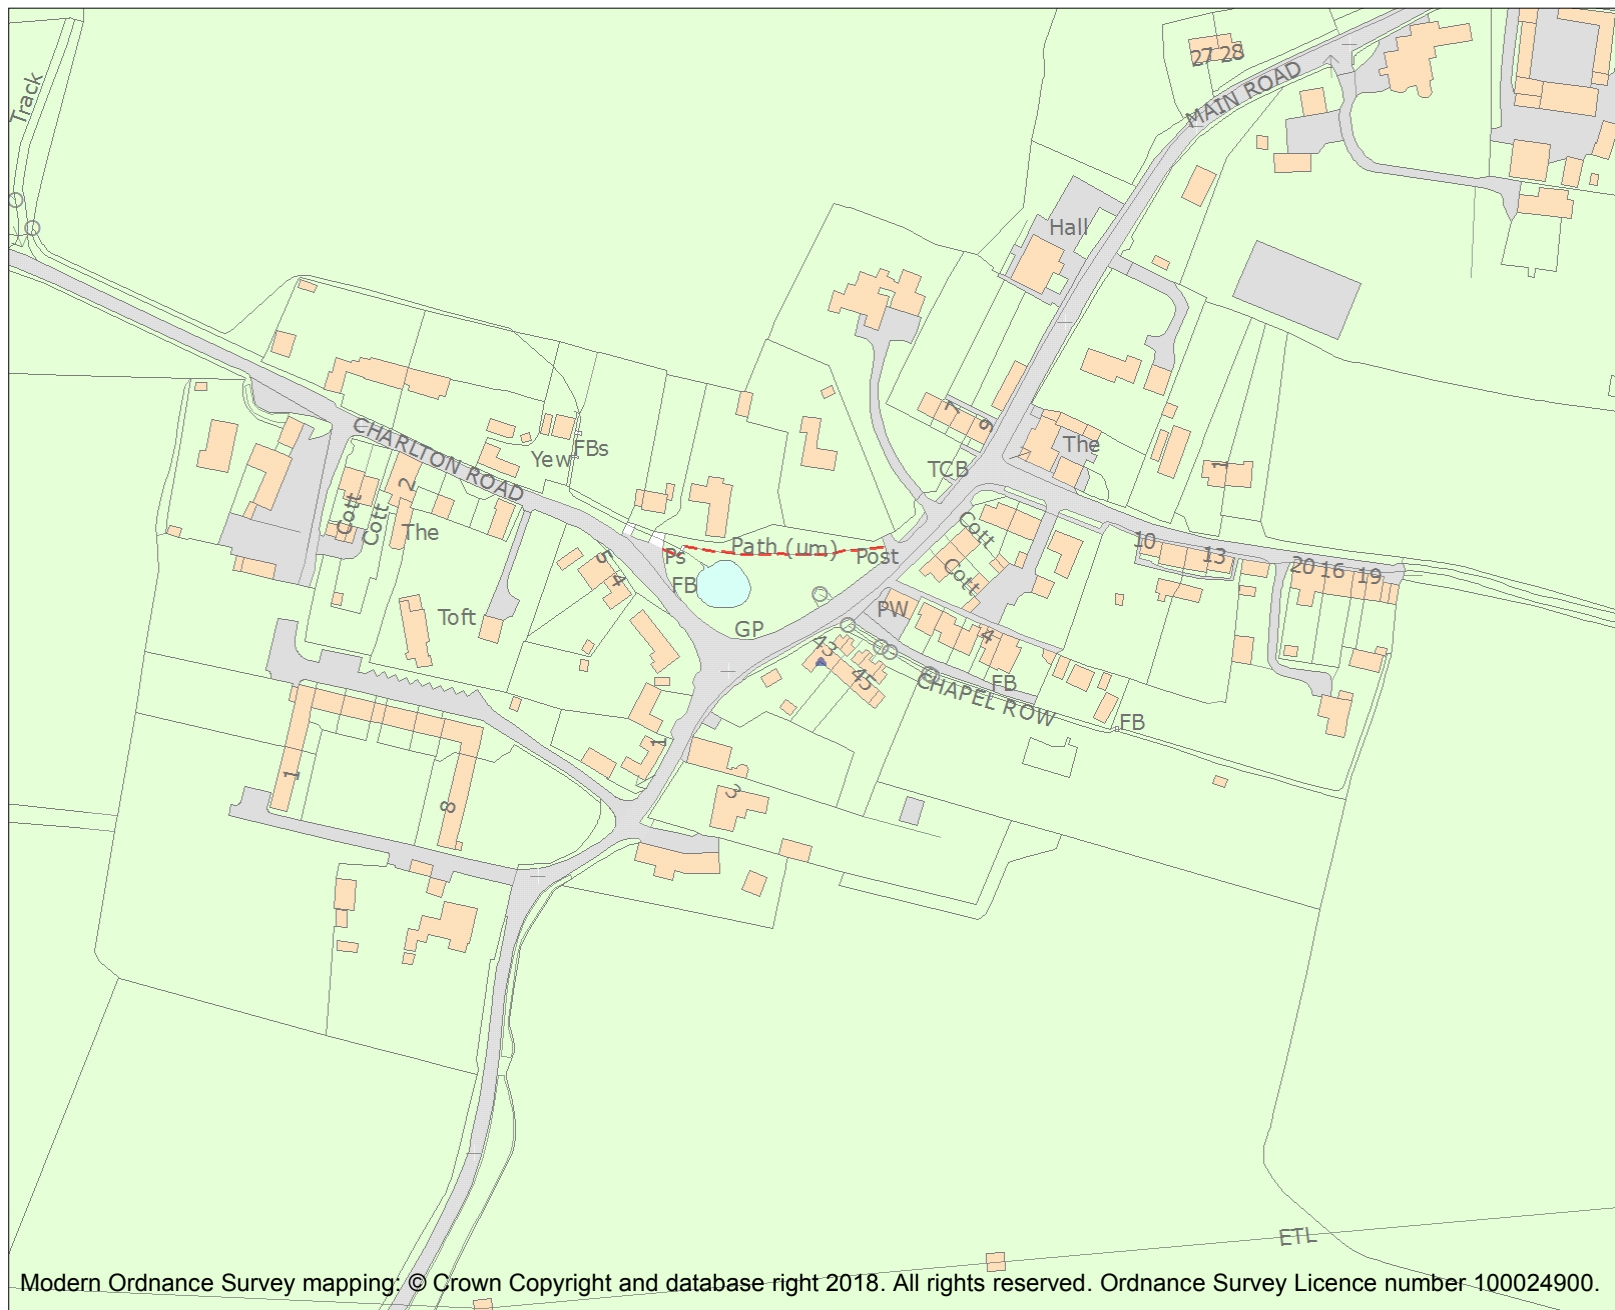 27 28
MAIN ROAD
Track
Hall
7
9
The
TCB
1
CHARLTON ROAD
Yew
FBs
2
Cott
Cott
The
Cott
Cott
10
13
20 16
19
Path (um)
Ps
Post
FB
5
4
Toft
GP
PW
4
43
45
FB
CHAPEL ROW
FB
1
3
1
8
ETL
Modern Ordnance Survey mapping: © Crown Copyright and database right 2018. All rights reserved. Ordnance Survey Licence number 100024900.